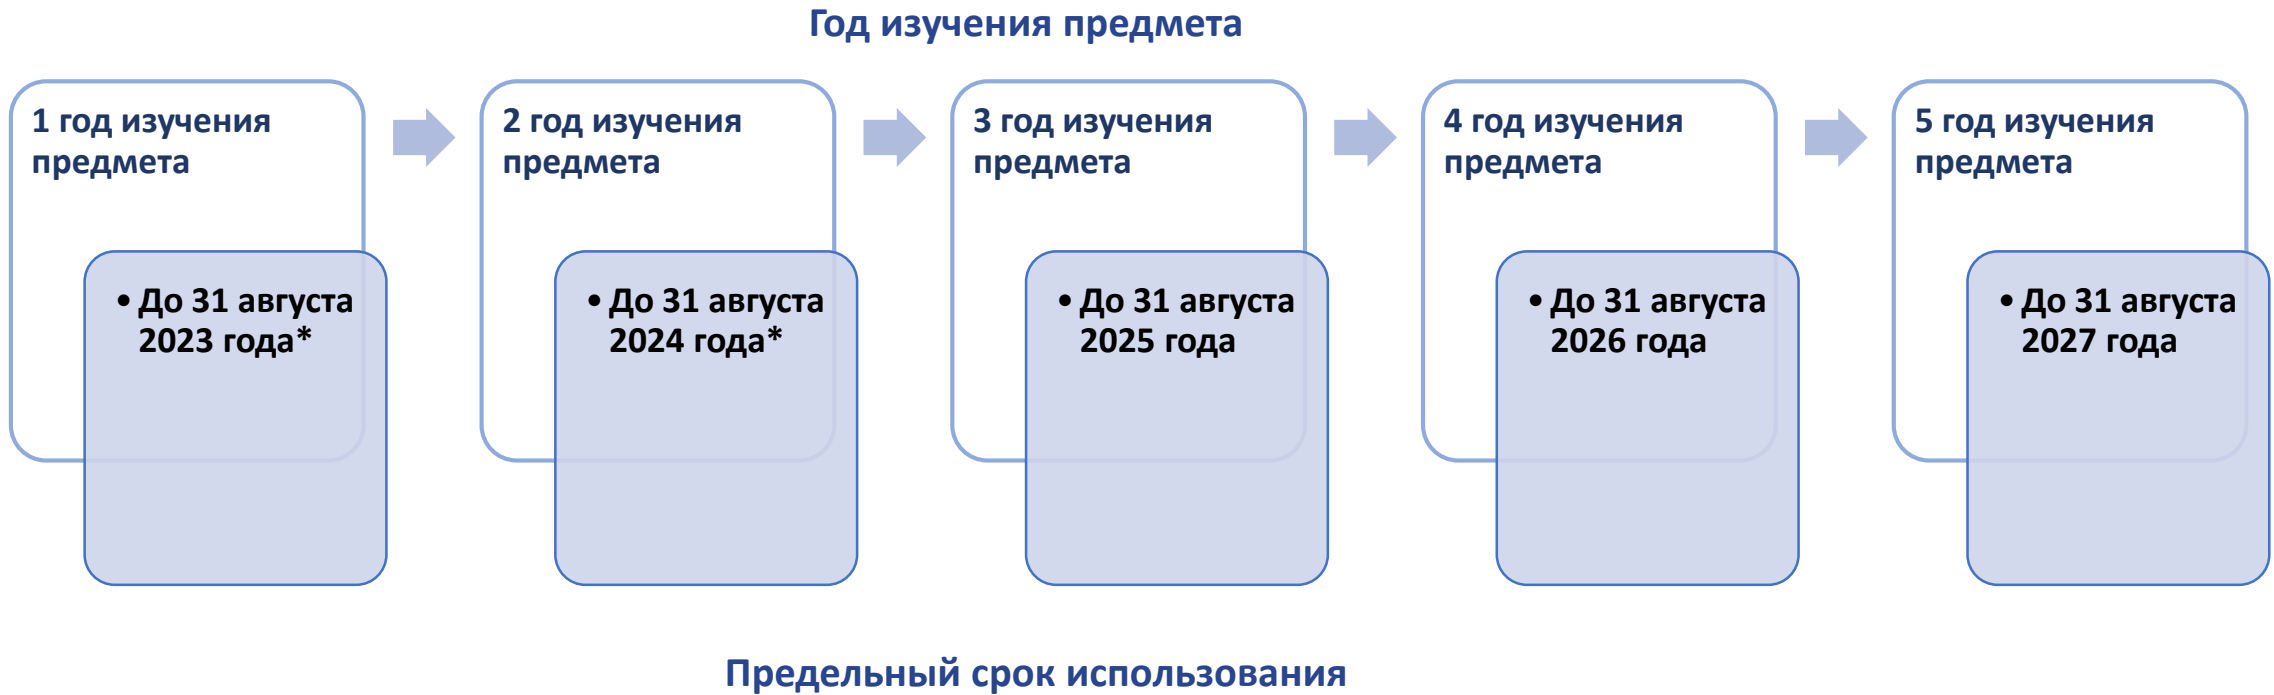 Год изучения предмета
1 год изучения
предмета
• До 31 августа
2023 года*
2 год изучения
предмета
• До 31 августа
2024 года*
3 год изучения
предмета
• До 31 августа
2025 года
4 год изучения
предмета
• До 31 августа
2026 года
5 год изучения
предмета
• До 31 августа
2027 года
Предельный срок использования